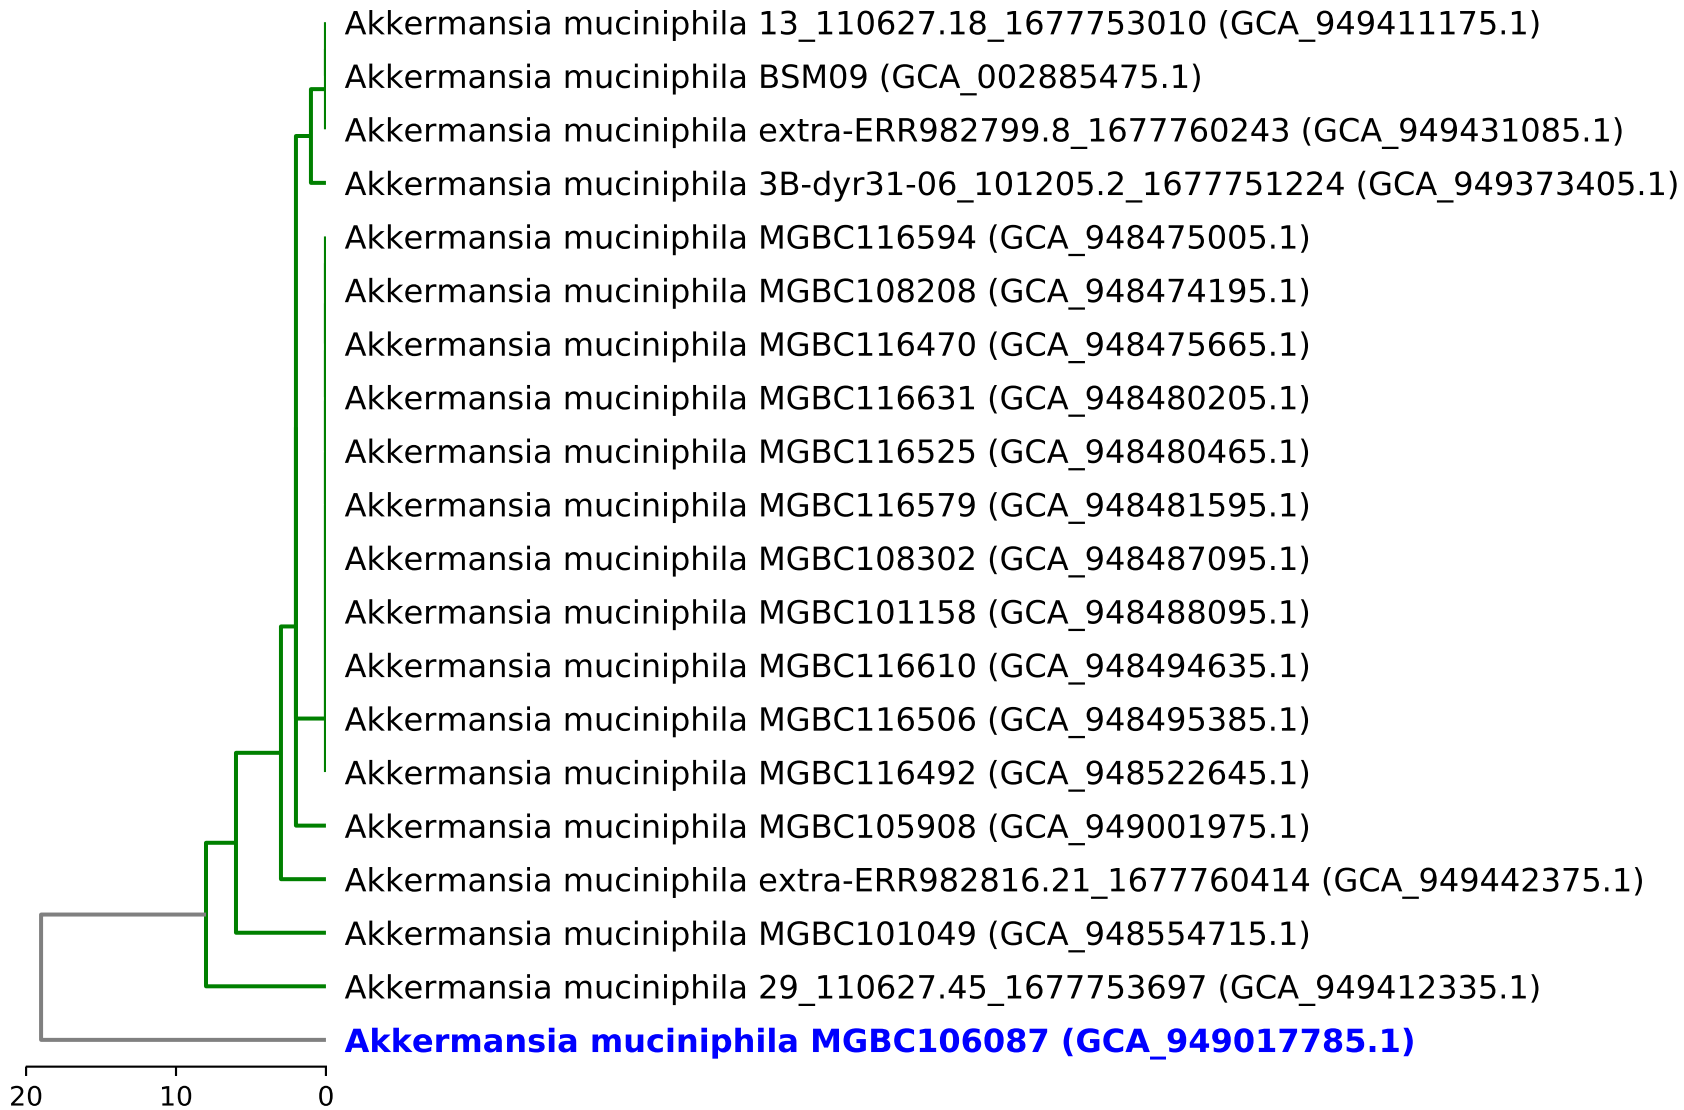 Akkermansia muciniphila 13_110627.18_1677753010 (GCA_949411175.1)
Akkermansia muciniphila BSM09 (GCA_002885475.1)
Akkermansia muciniphila extra-ERR982799.8_1677760243 (GCA_949431085.1)
Akkermansia muciniphila 3B-dyr31-06_101205.2_1677751224 (GCA_949373405.1)
Akkermansia muciniphila MGBC116594 (GCA_948475005.1)
Akkermansia muciniphila MGBC108208 (GCA_948474195.1)
Akkermansia muciniphila MGBC116470 (GCA_948475665.1)
Akkermansia muciniphila MGBC116631 (GCA_948480205.1)
Akkermansia muciniphila MGBC116525 (GCA_948480465.1)
Akkermansia muciniphila MGBC116579 (GCA_948481595.1)
Akkermansia muciniphila MGBC108302 (GCA_948487095.1)
Akkermansia muciniphila MGBC101158 (GCA_948488095.1)
Akkermansia muciniphila MGBC116610 (GCA_948494635.1)
Akkermansia muciniphila MGBC116506 (GCA_948495385.1)
Akkermansia muciniphila MGBC116492 (GCA_948522645.1)
Akkermansia muciniphila MGBC105908 (GCA_949001975.1)
Akkermansia muciniphila extra-ERR982816.21_1677760414 (GCA_949442375.1)
Akkermansia muciniphila MGBC101049 (GCA_948554715.1)
Akkermansia muciniphila 29_110627.45_1677753697 (GCA_949412335.1)
Akkermansia muciniphila MGBC106087 (GCA_949017785.1)
20 10 0